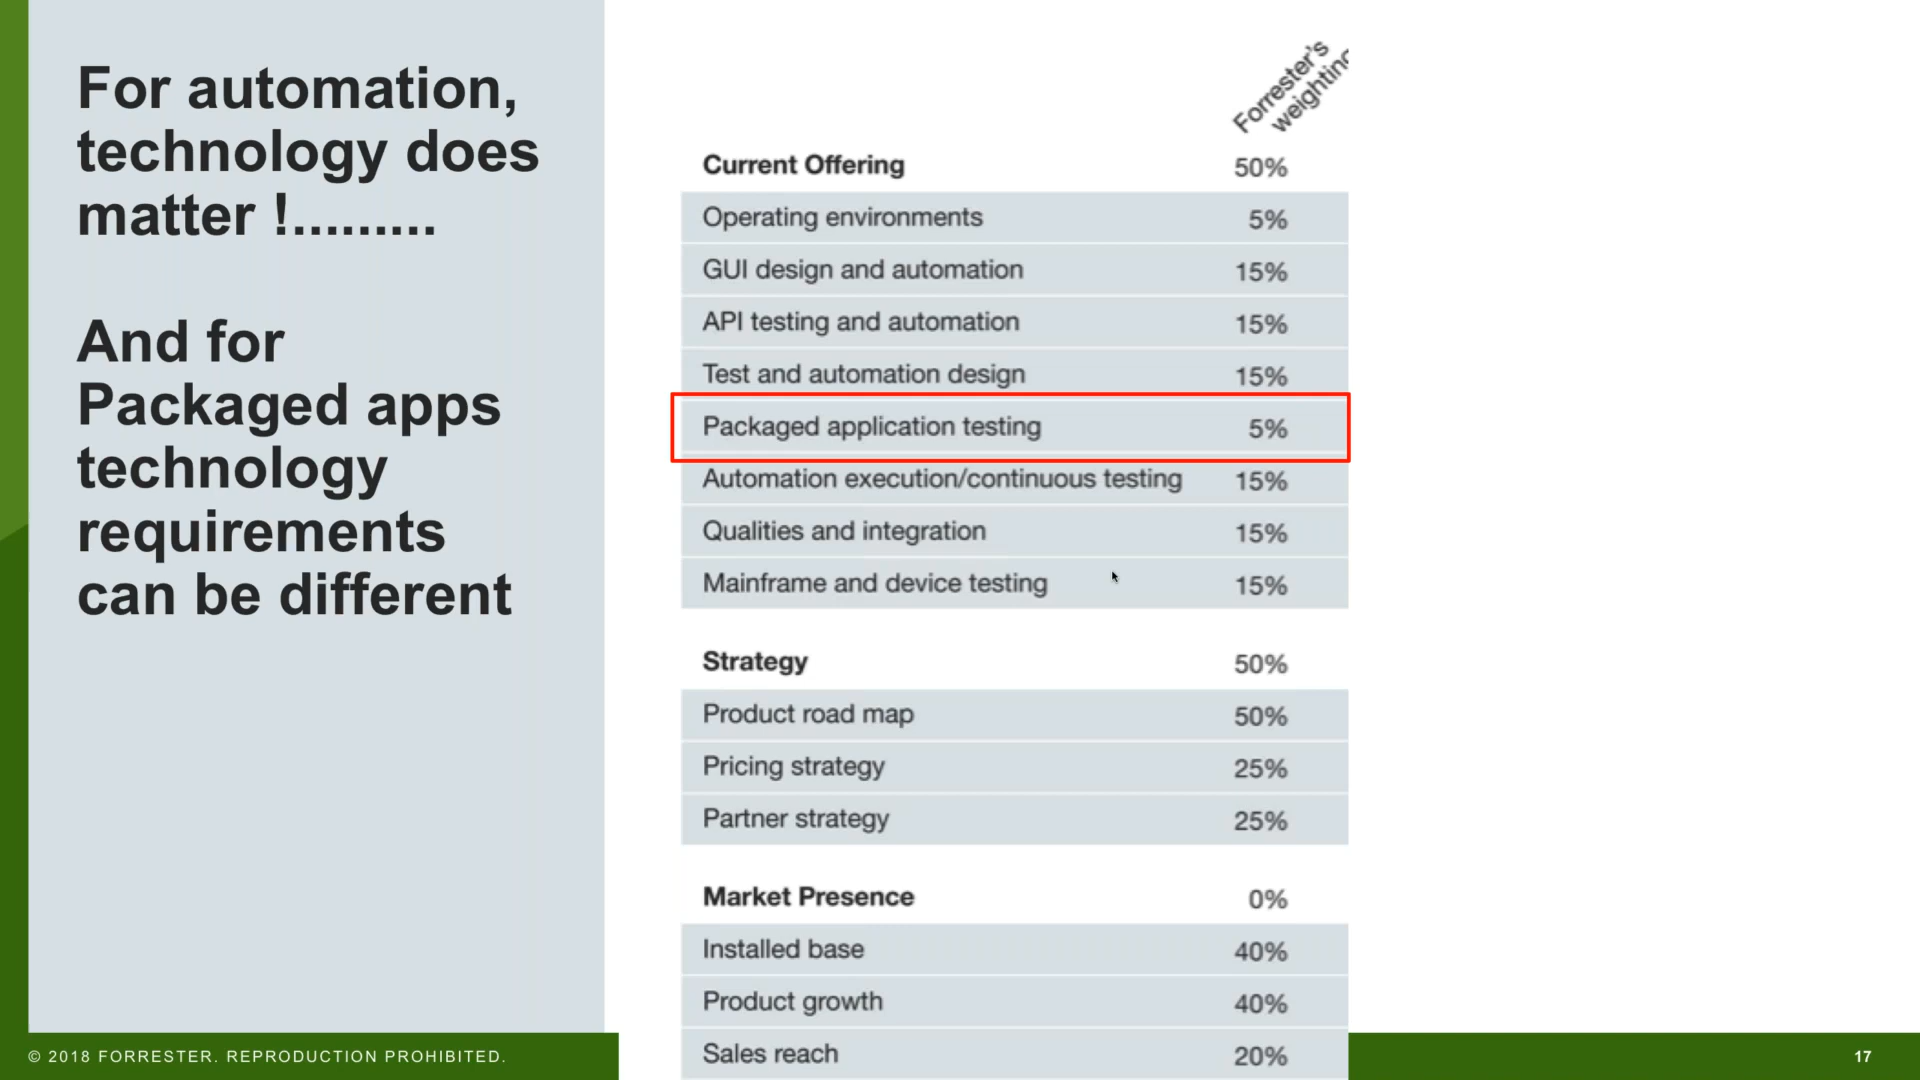 For automation,
technology does
matter !.........
And for
Packaged apps
technology
requirements
can be different
Forrester's
weighting
Current Offering 50%
Operating environments 5%
GUI design and automation 15%
API testing and automation 15%
Test and automation design 15%
Packaged application testing 5%
Automation execution/continuous testing 15%
Qualities and integration 15%
Mainframe and device testing 15%
Strategy 50%
Product road map 50%
Pricing strategy 25%
Partner strategy 25%
Market Presence 0%
Installed base 40%
Product growth 40%
Sales reach 20%
© 2018 FORRESTER. REPRODUCTION PROHIBITED.
17